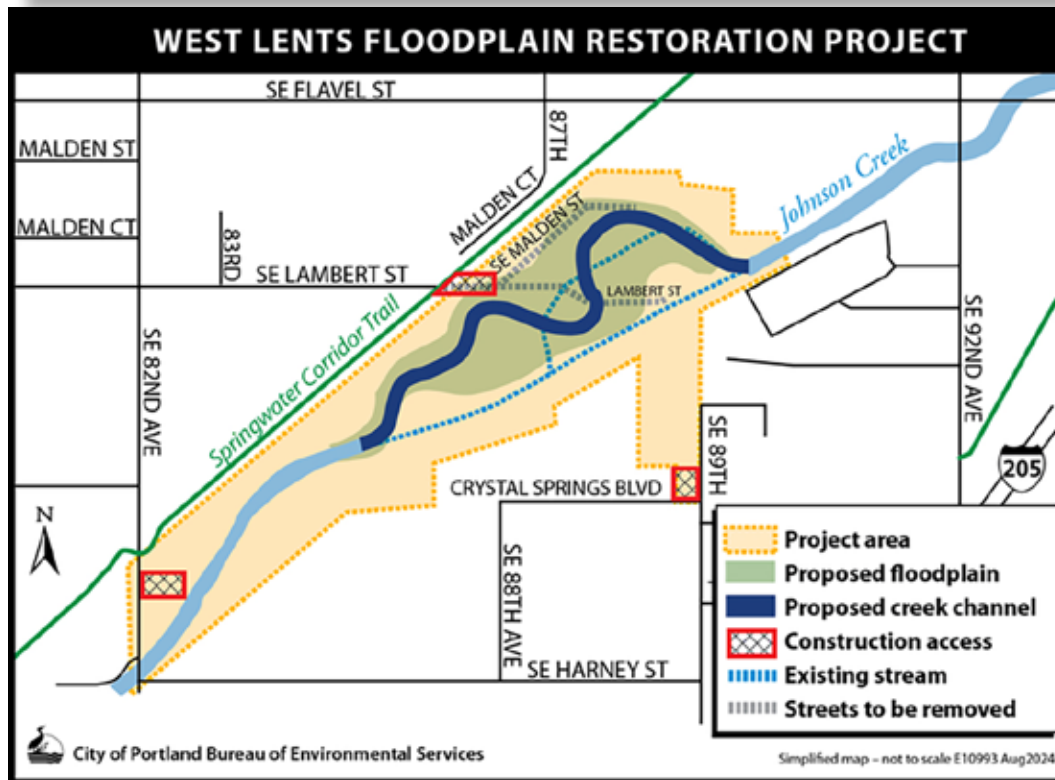 WEST LENTS FLOODPLAIN RESTORATION PROJECT
SE FLAVEL ST
MALDEN ST
87TH
MALDEN CT
MALDEN CT
83RD
SE MALDEN ST
Johnson Creek
SE LAMBERT ST
LAMBERT ST
Springwater Corridor Trail
SE 82ND AVE
SE 92ND AVE
SE 89TH
205
CRYSTAL SPRINGS BLVD
N
SE 88TH AVE
SE HARNEY ST
Project area
Proposed floodplain
Proposed creek channel
Construction access
Existing stream
Streets to be removed
City of Portland Bureau of Environmental Services
Simplified map – not to scale E10993 Aug2024